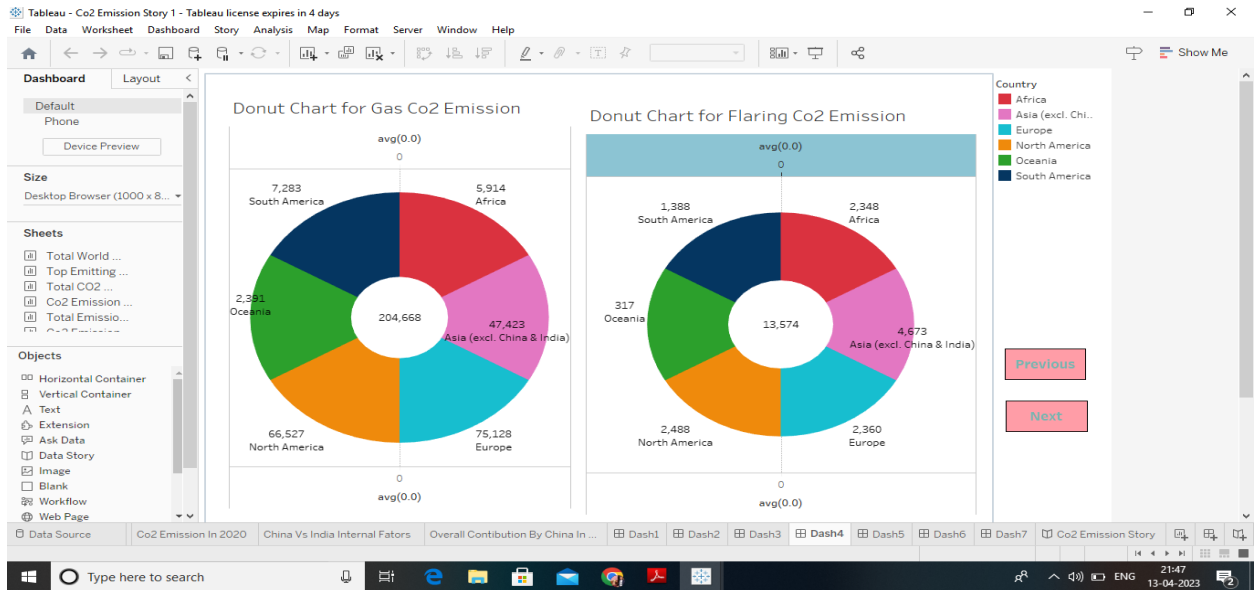 Tableau - Co2 Emission Story 1 - Tableau license expires in 4 days
File Data Worksheet Dashboard Story Analysis Map Format Server Window Help
Show Me
Dashboard Layout
Default
Phone
Device Preview
Size
Desktop Browser (1000 x 8...
Sheets
Total World ...
Top Emitting ...
Total CO2 ...
Co2 Emission ...
Total Emissio...
Objects
Horizontal Container
Vertical Container
A Text
Extension
Ask Data
Data Story
Image
Blank
Workflow
Web Page
Donut Chart for Gas Co2 Emission
avg(0.0)
0
7,283
South America
5,914
Africa
2,391
Oceania
204,668
47,423
Asia (excl. China & India)
66,527
North America
75,128
Europe
0
avg(0.0)
Donut Chart for Flaring Co2 Emission
avg(0.0)
0
1,388
South America
2,348
Africa
317
Oceania
13,574
4,673
Asia (excl. China & India)
2,488
North America
2,360
Europe
0
avg(0.0)
Country
Africa
Asia (excl. Chi..
Europe
North America
Oceania
South America
Previous
Next
Data Source Co2 Emission In 2020 China Vs India Internal Fators Overall Contibution By China In ... Dash1 Dash2 Dash3 Dash4 Dash5 Dash6 Dash7 Co2 Emission Story
Type here to search
ENG
21:47
13-04-2023
2